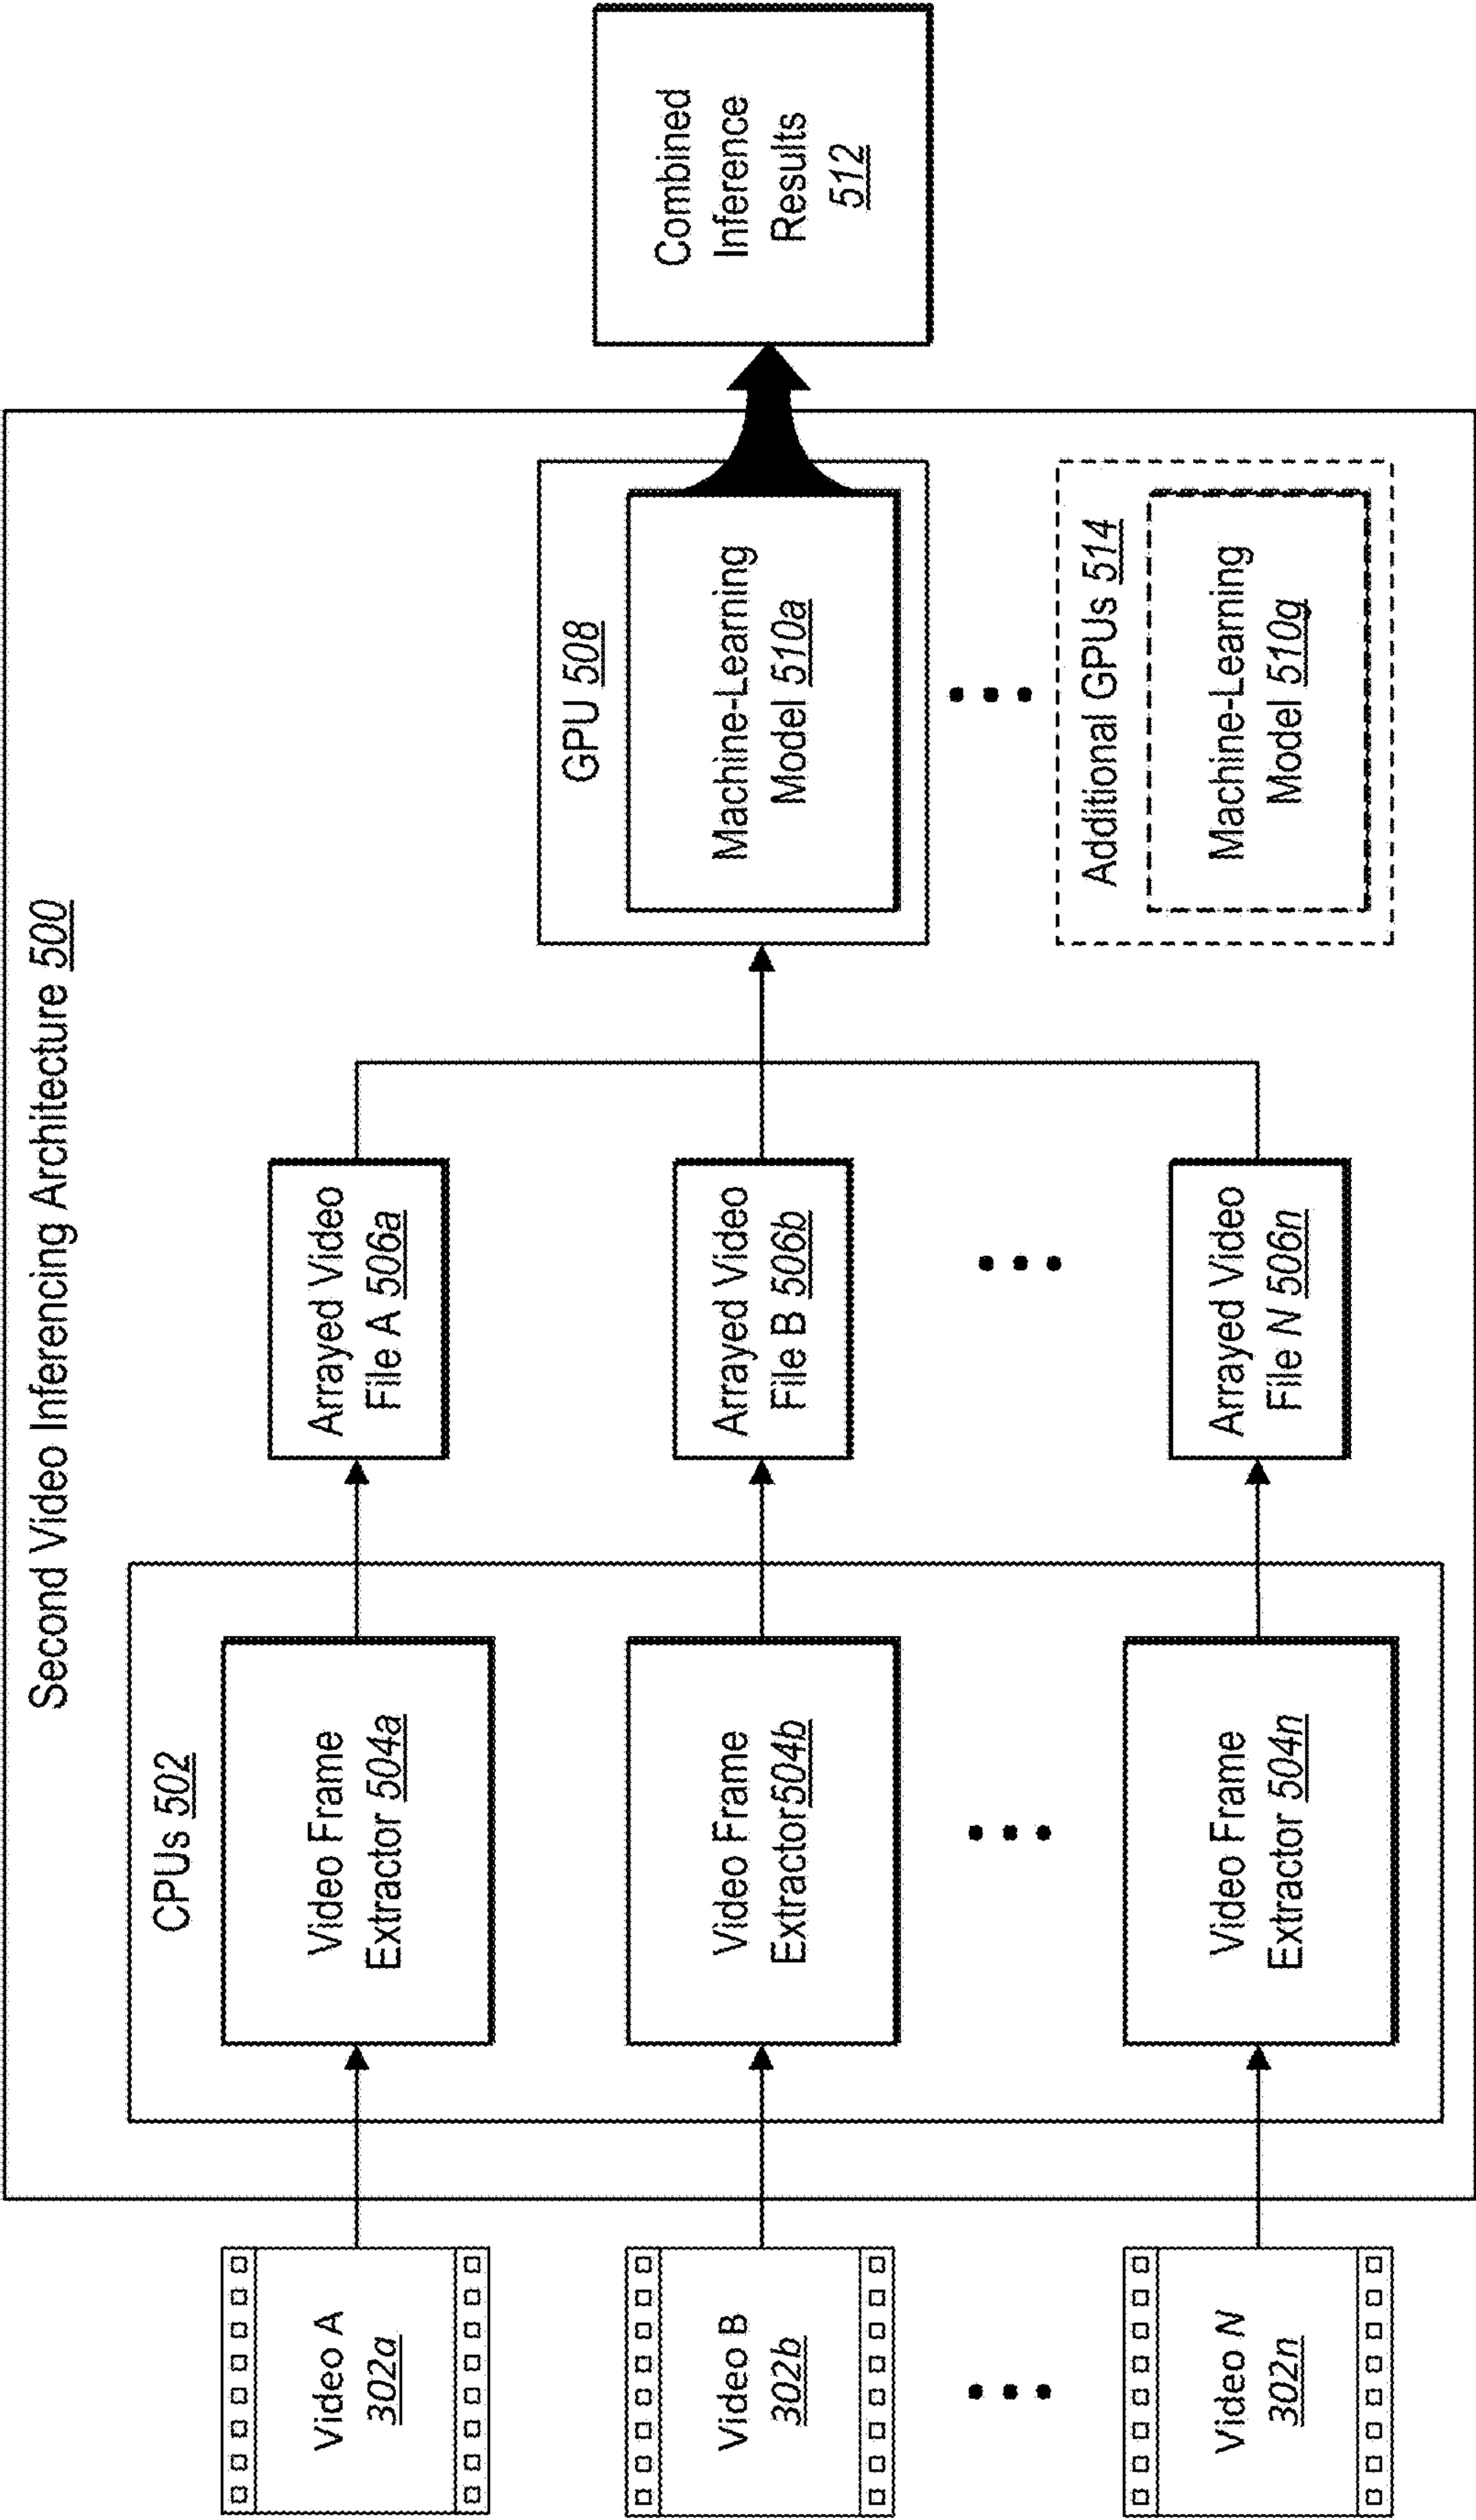 Second Video Inferencing Architecture 500
Video A
302a
Video B
302b
Video N
302n
CPUs 502
Video Frame
Extractor 504a
Video Frame
Extractor504b
Video Frame
Extractor 504n
Arrayed Video
File A 506a
Arrayed Video
File B 506b
Arrayed Video
File N 506n
GPU 508
Machine-Learning
Model 510a
Additional GPUs 514
Machine-Learning
Model 510g
Combined
Inference
Results
512